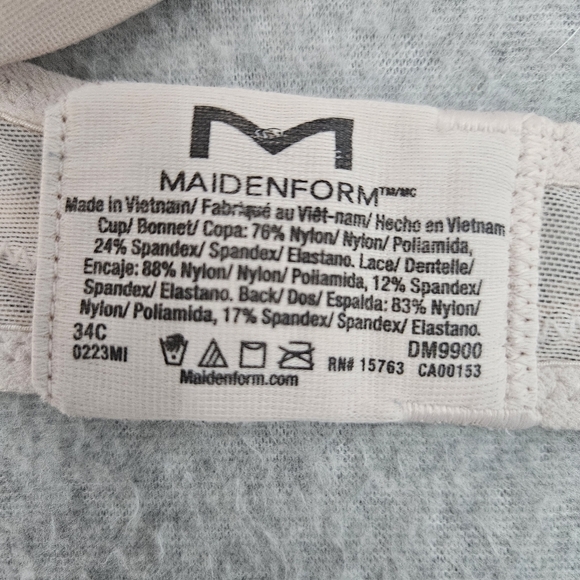 MAIDENFORM™/MC
Made in Vietnam/ Fabriqué au Viêt-nam/ Hecho en Vietnam
Cup/ Bonnet/ Copa: 76% Nylon/ Nylon/ Poliamida,
24% Spandex/ Spandex/ Elastano. Lace/ Dentelle/
Encaje: 88% Nylon/ Nylon/ Poliamida, 12% Spandex/
Spandex/ Elastano. Back/ Dos/ Espalda: 83% Nylon/
Nylon/ Poliamida, 17% Spandex/ Spandex/ Elastano.
34C DM9900
0223MI RN# 15763 CA00153
Maidenform.com